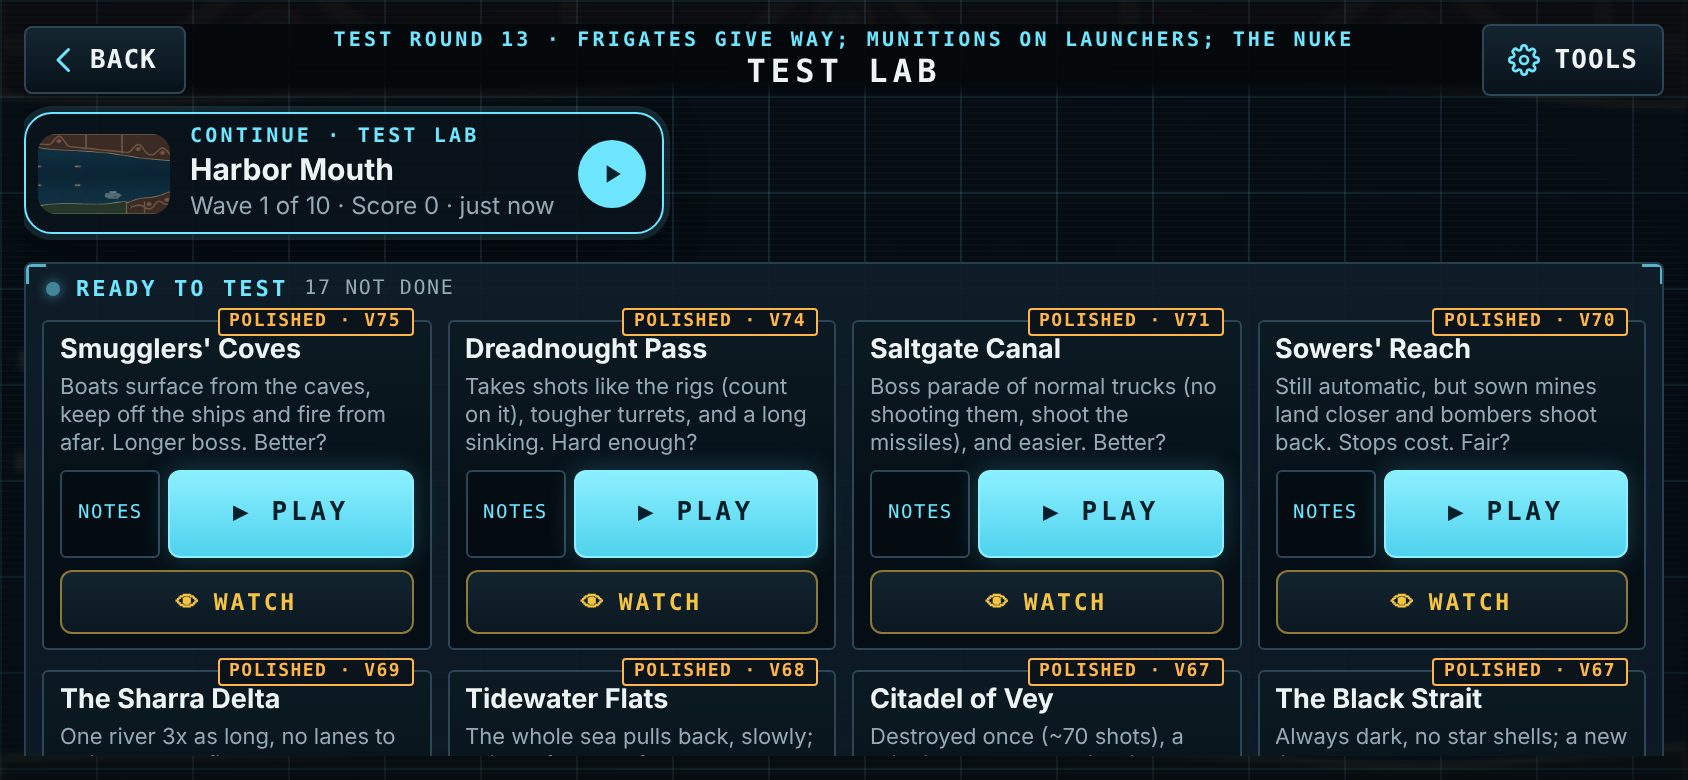 BACK
TEST ROUND 13 · FRIGATES GIVE WAY; MUNITIONS ON LAUNCHERS; THE NUKE
TEST LAB
TOOLS
CONTINUE · TEST LAB
Harbor Mouth
Wave 1 of 10 · Score 0 · just now
READY TO TEST 17 NOT DONE
POLISHED · V75
Smugglers' Coves
Boats surface from the caves,
keep off the ships and fire from
afar. Longer boss. Better?
NOTES
▶ PLAY
WATCH
POLISHED · V74
Dreadnought Pass
Takes shots like the rigs (count
on it), tougher turrets, and a long
sinking. Hard enough?
NOTES
▶ PLAY
WATCH
POLISHED · V71
Saltgate Canal
Boss parade of normal trucks (no
shooting them, shoot the
missiles), and easier. Better?
NOTES
▶ PLAY
WATCH
POLISHED · V70
Sowers' Reach
Still automatic, but sown mines
land closer and bombers shoot
back. Stops cost. Fair?
NOTES
▶ PLAY
WATCH
POLISHED · V69
The Sharra Delta
One river 3x as long, no lanes to
POLISHED · V68
Tidewater Flats
The whole sea pulls back, slowly;
POLISHED · V67
Citadel of Vey
Destroyed once (~70 shots), a
POLISHED · V67
The Black Strait
Always dark, no star shells; a new